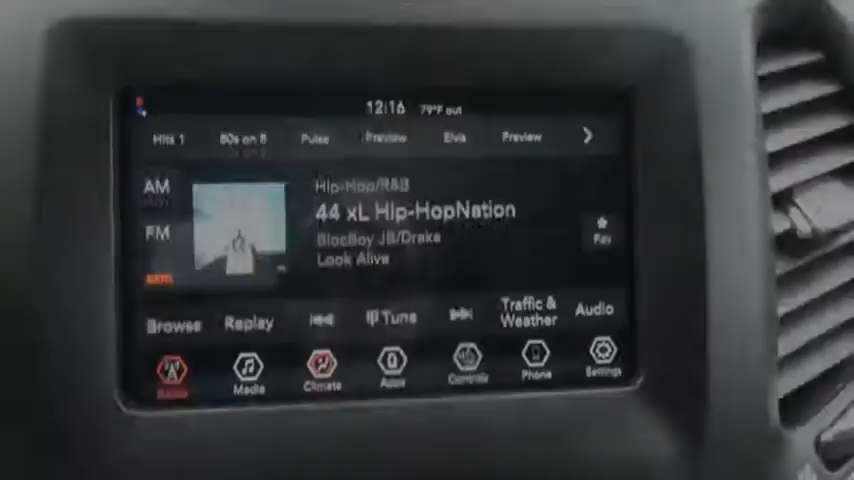 12:16 79°F out
Hits 1 80s on 8 Pulse Preview Elvis Preview
AM
FM
Hip-Hop/R&B
44 xL Hip-HopNation
BlocBoy JB/Drake
Look Alive
Fav
Browse Replay Tune Traffic & Weather Audio
Radio Media Climate Apps Controls Phone Settings